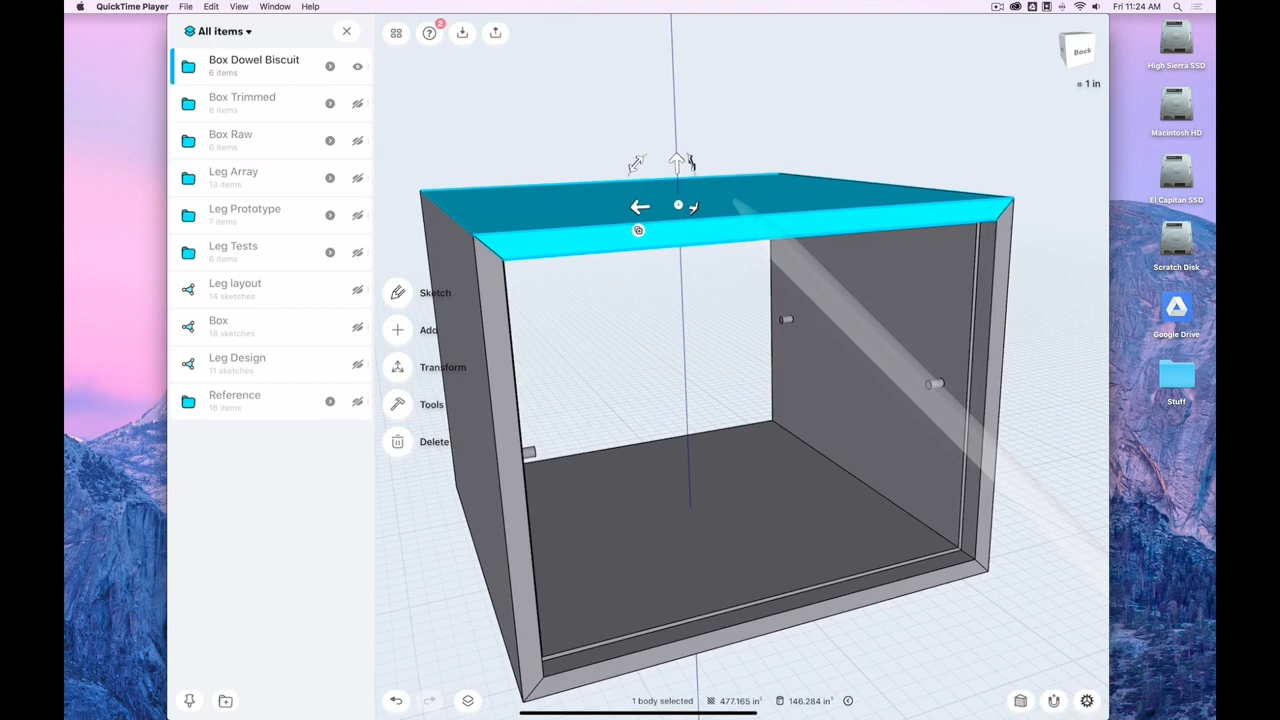 QuickTime Player File Edit View Window Help Fri 11:24 AM
All items
Box Dowel Biscuit
6 items
Box Trimmed
8 items
Box Raw
Leg Array
13 items
Leg Prototype
7 items
Leg Tests
6 items
Leg layout
14 sketches
Box
18 sketches
Leg Design
11 sketches
Reference
16 items
2
Back
# 1 in
Sketch
Add
Transform
Tools
Delete
1 body selected 477.165 in² 146.284 in³
High Sierra SSD
Macintosh HD
El Capitan SSD
Scratch Disk
Google Drive
Stuff